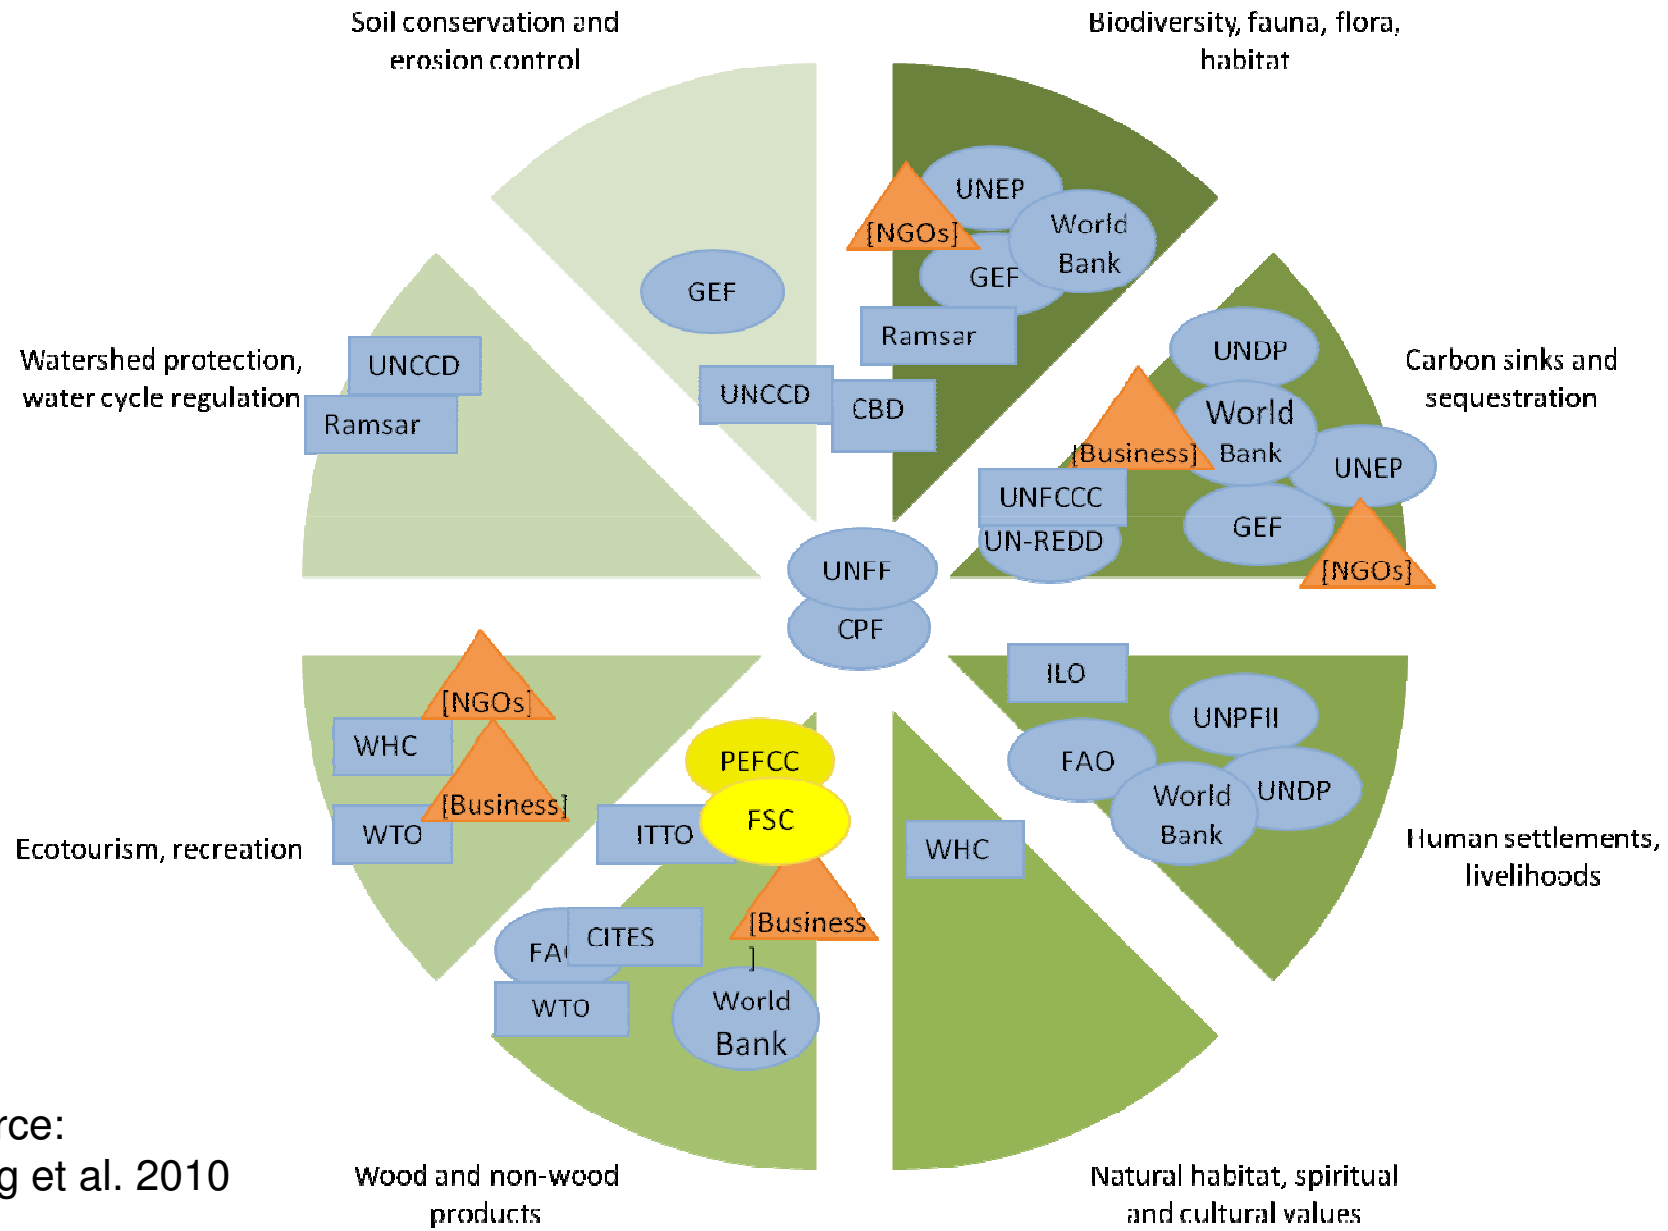 Soil conservation and
erosion control
Biodiversity, fauna, flora,
habitat
UNEP
[NGOs]
World
Bank
GEF
Ramsar
GEF
UNCCD
CBD
Watershed protection,
water cycle regulation
UNCCD
Ramsar
UNDP
World
Bank
[Business]
UNEP
UNFCCC
UN-REDD
GEF
[NGOs]
Carbon sinks and
sequestration
UNFF
CPF
ILO
UNPFII
FAO
World
Bank
UNDP
Human settlements,
livelihoods
[NGOs]
WHC
[Business]
WTO
Ecotourism, recreation
PEFCC
FSC
ITTO
[Business
]
CITES
WTO
World
Bank
WHC
rce:
g et al. 2010
Wood and non-wood
products
Natural habitat, spiritual
and cultural values